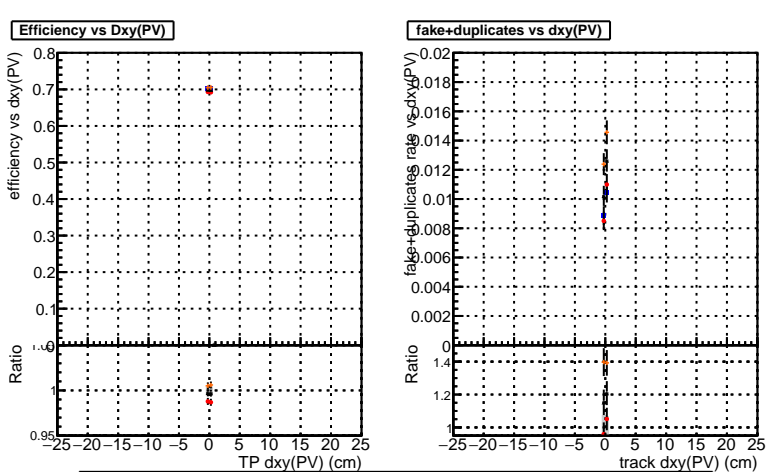 Efficiency vs Dxy(PV)
efficiency vs dxy(PV)
0.8
0.7
0.6
0.5
0.4
0.3
0.2
0.1
0
Ratio
1
0.95
−25 −20 −15 −10 −5 0 5 10 15 20 25
TP dxy(PV) (cm)
fake+duplicates vs dxy(PV)
fake+duplicates rate vs dxy(PV)
0.02
0.018
0.016
0.014
0.012
0.01
0.008
0.006
0.004
0.002
0
Ratio
1.4
1.2
1
−25 −20 −15 −10 −5 0 5 10 15 20 25
track dxy(PV) (cm)